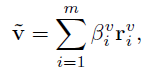 ṽ = ∑_{i=1}^{m} β_i^v r_i^v,